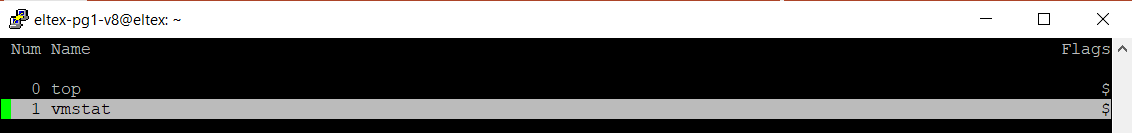 eltex-pg1-v8@eltex: ~
Num Name Flags
0 top $
1 vmstat $